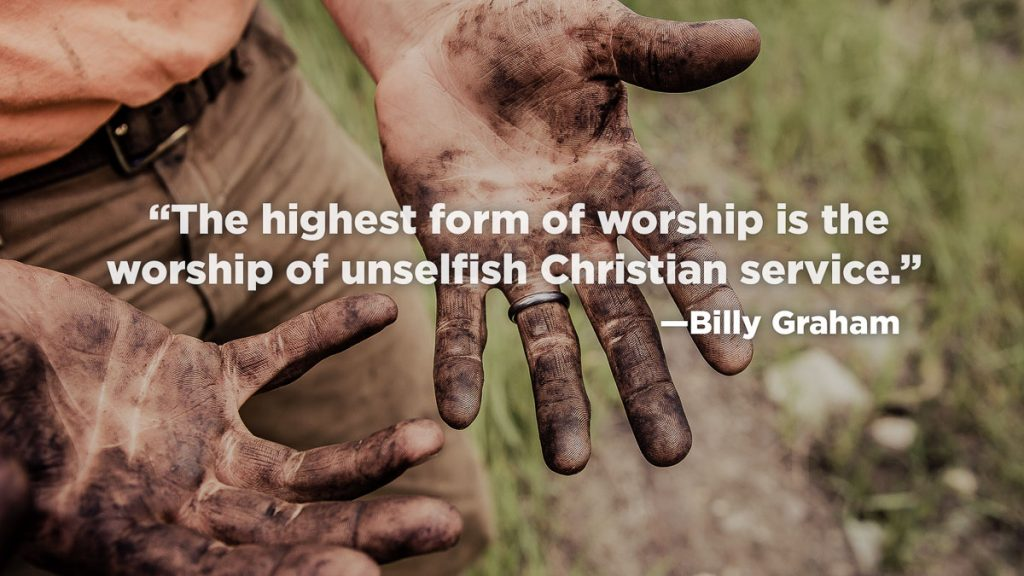 “The highest form of worship is the
worship of unselfish Christian service.”
—Billy Graham